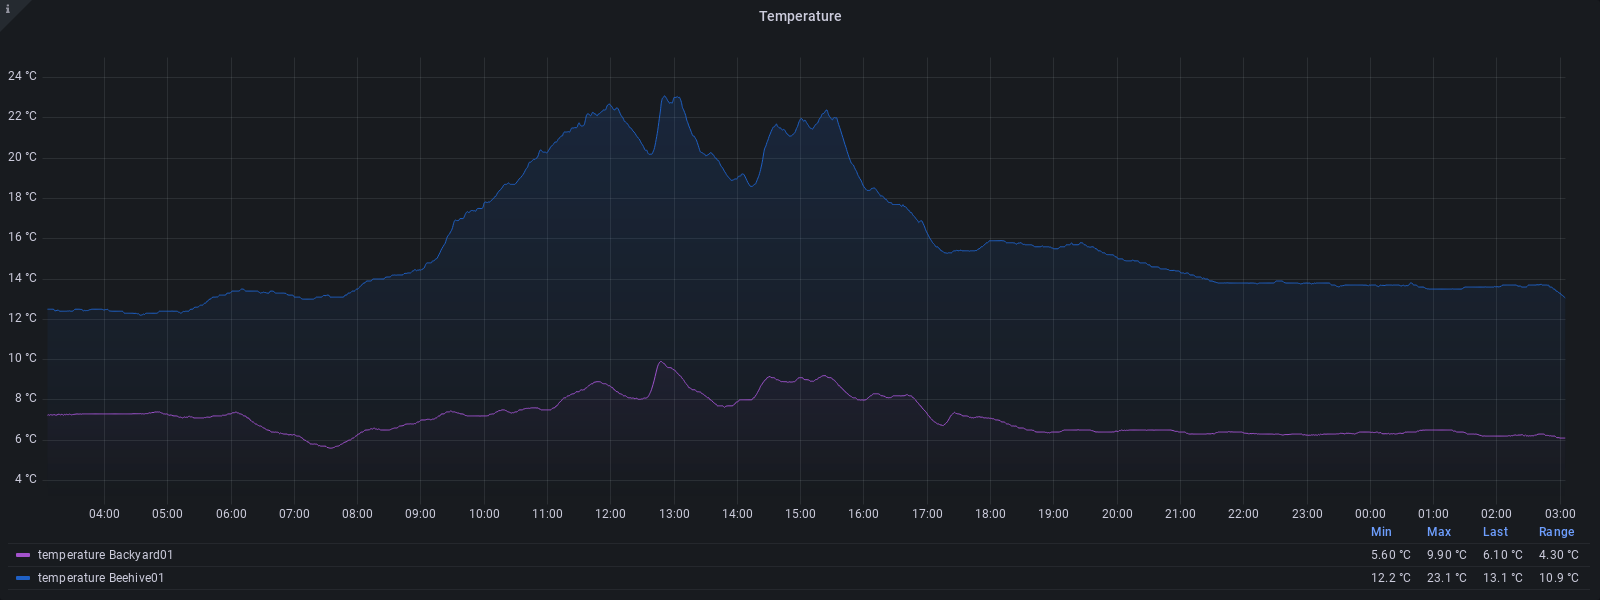 i
Temperature
24 °C
22 °C
20 °C
18 °C
16 °C
14 °C
12 °C
10 °C
8 °C
6 °C
4 °C
04:00 05:00 06:00 07:00 08:00 09:00 10:00 11:00 12:00 13:00 14:00 15:00 16:00 17:00 18:00 19:00 20:00 21:00 22:00 23:00 00:00 01:00 02:00 03:00
Min Max Last Range
temperature Backyard01 5.60 °C 9.90 °C 6.10 °C 4.30 °C
temperature Beehive01 12.2 °C 23.1 °C 13.1 °C 10.9 °C